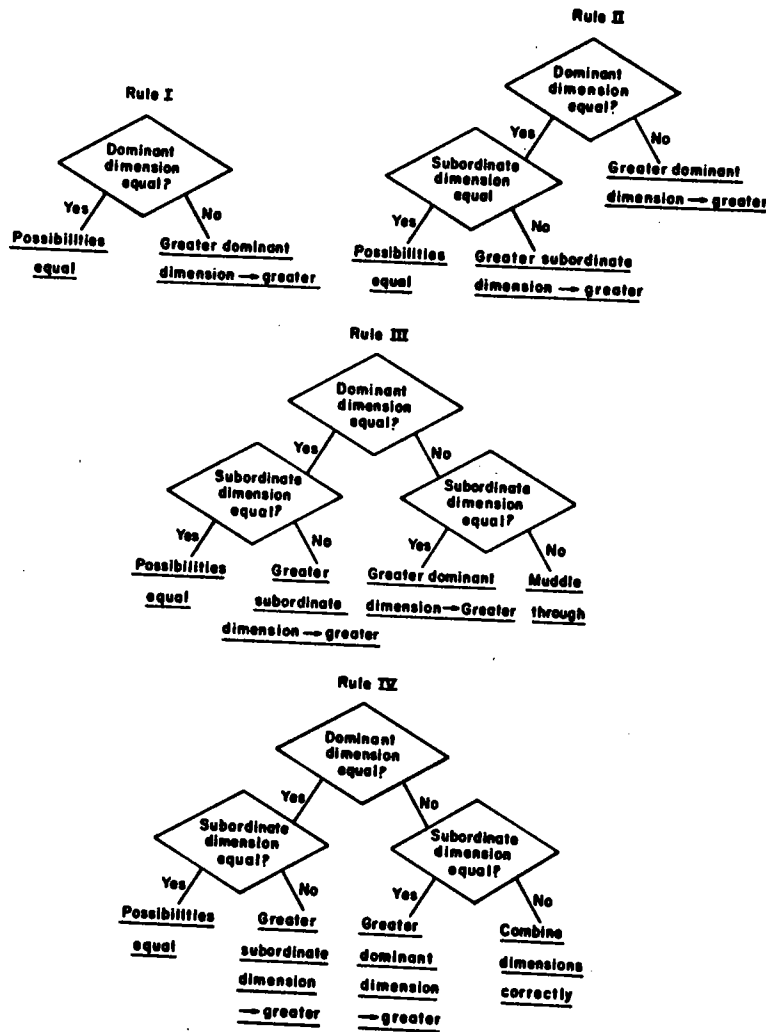 Rule I
Dominant
dimension
equal?
Yes
No
Possibilities
equal
Greater dominant
dimension → greater
Rule II
Dominant
dimension
equal?
Yes
No
Subordinate
dimension
equal
Greater dominant
dimension → greater
Yes
No
Possibilities
equal
Greater subordinate
dimension → greater
Rule III
Dominant
dimension
equal?
Yes
No
Subordinate
dimension
equal?
Subordinate
dimension
equal?
Yes
No
Yes
No
Possibilities
equal
Greater
subordinate
dimension → greater
Greater dominant
dimension → Greater
Muddle
through
Rule IV
Dominant
dimension
equal?
Yes
No
Subordinate
dimension
equal?
Subordinate
dimension
equal?
Yes
No
Yes
No
Possibilities
equal
Greater
subordinate
dimension
→ greater
Greater
dominant
dimension
→ greater
Combine
dimensions
correctly